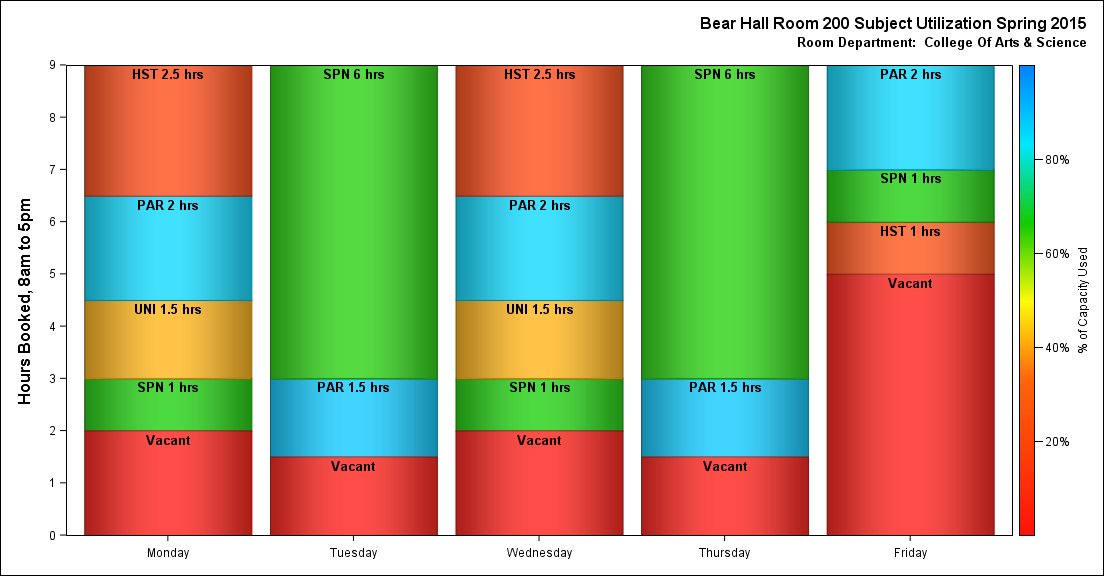 Bear Hall Room 200 Subject Utilization Spring 2015
Room Department:  College Of Arts & Science
Hours Booked, 8am to 5pm
9
8
7
6
5
4
3
2
1
0
HST 2.5 hrs
PAR 2 hrs
UNI 1.5 hrs
SPN 1 hrs
Vacant
SPN 6 hrs
PAR 1.5 hrs
Vacant
HST 2.5 hrs
PAR 2 hrs
UNI 1.5 hrs
SPN 1 hrs
Vacant
SPN 6 hrs
PAR 1.5 hrs
Vacant
PAR 2 hrs
SPN 1 hrs
HST 1 hrs
Vacant
Monday
Tuesday
Wednesday
Thursday
Friday
80%
60%
40%
20%
% of Capacity Used